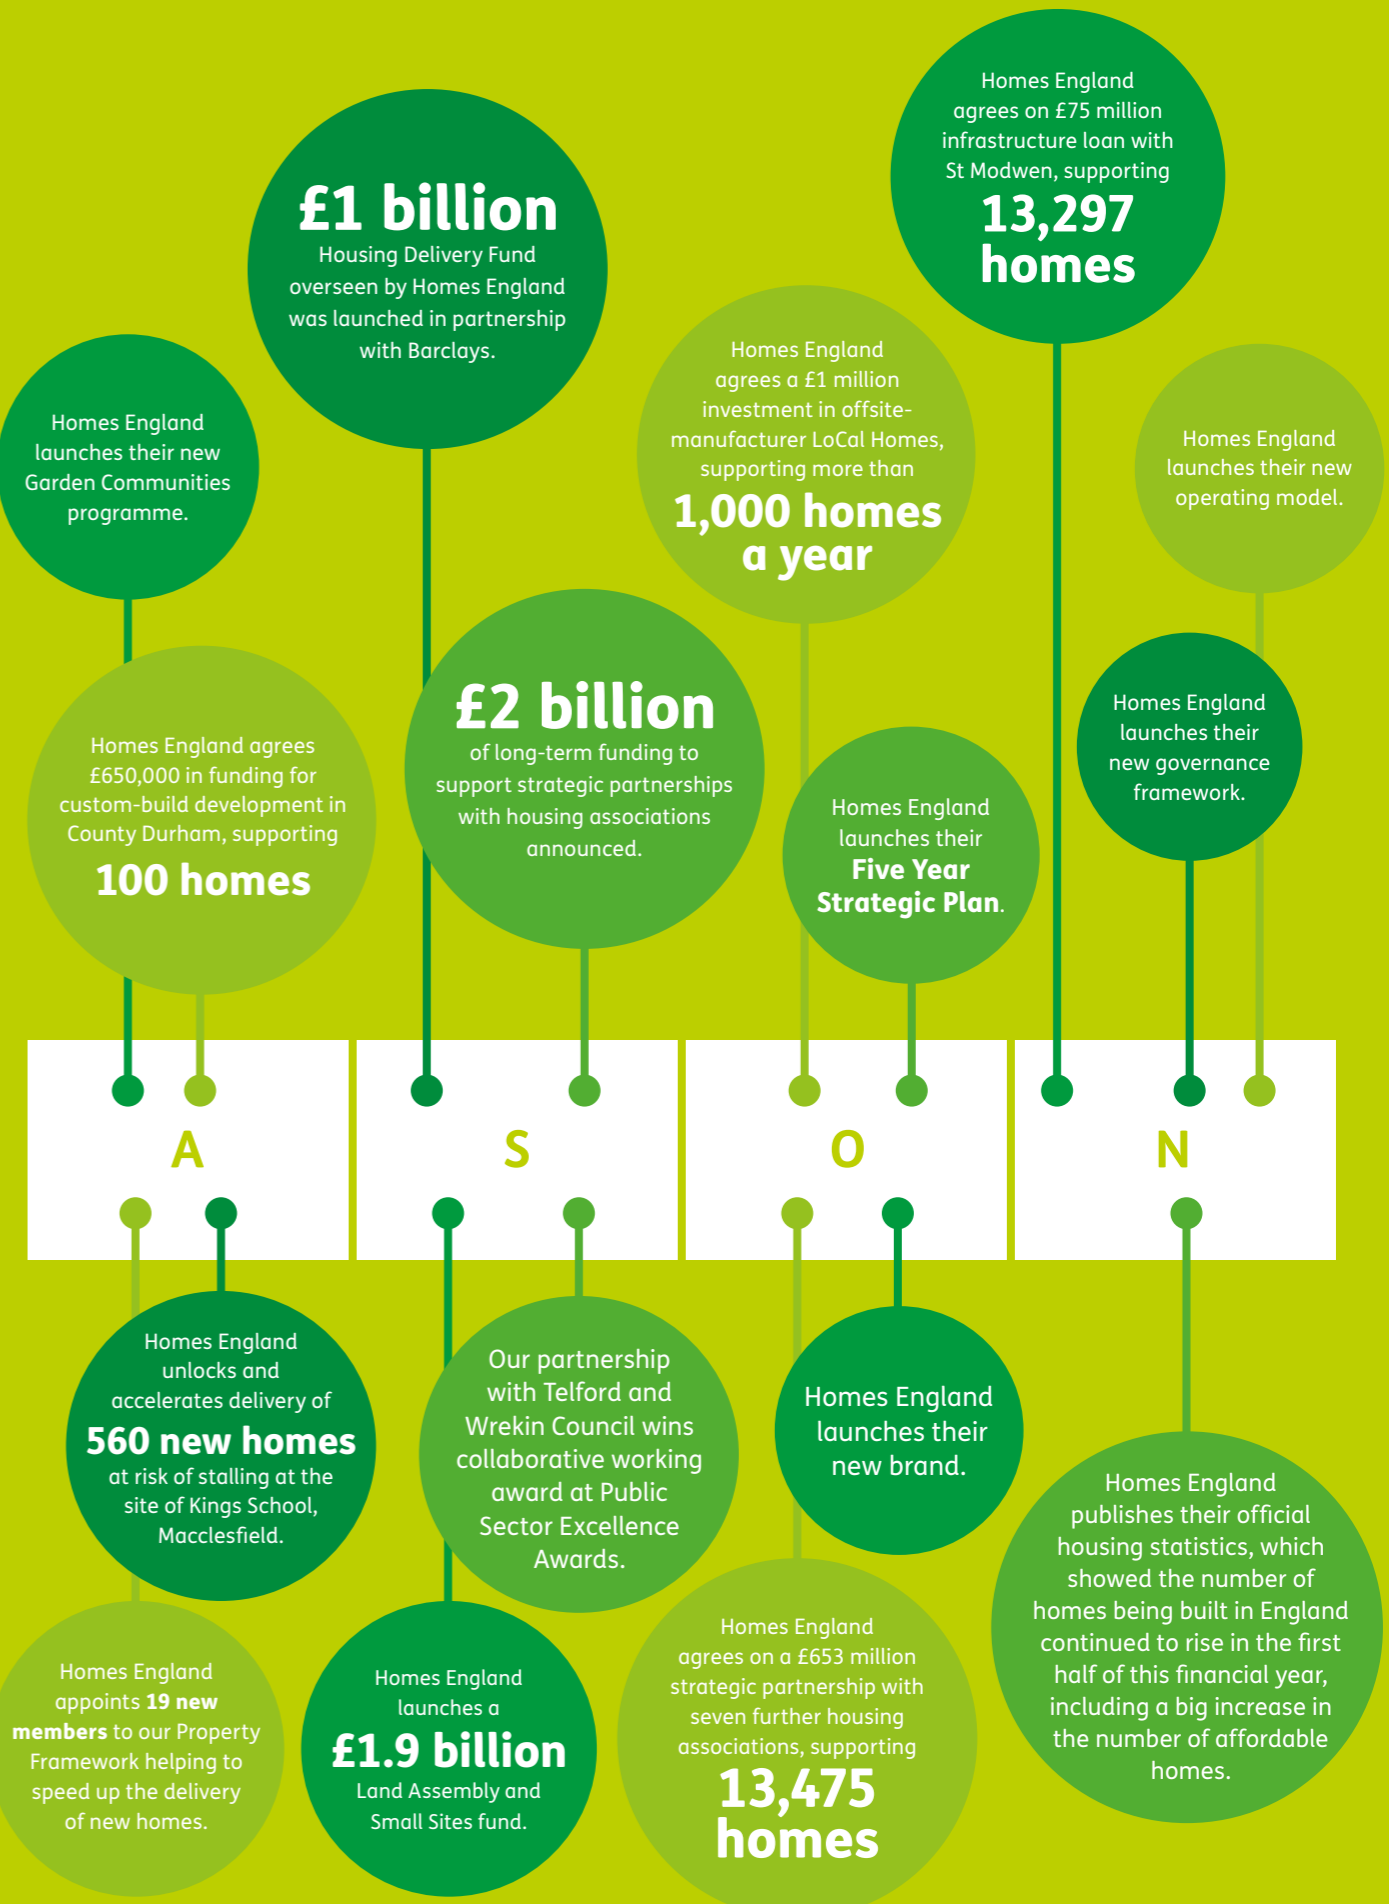 Homes England
launches their new
Garden Communities
programme.
Homes England agrees
£650,000 in funding for
custom-build development in
County Durham, supporting
100 homes
£1 billion
Housing Delivery Fund
overseen by Homes England
was launched in partnership
with Barclays.
£2 billion
of long-term funding to
support strategic partnerships
with housing associations
announced.
Homes England
agrees a £1 million
investment in offsite-
manufacturer LoCal Homes,
supporting more than
1,000 homes
a year
Homes England
launches their
Five Year
Strategic Plan.
Homes England
agrees on £75 million
infrastructure loan with
St Modwen, supporting
13,297
homes
Homes England
launches their
new governance
framework.
Homes England
launches their new
operating model.
A
S
O
N
Homes England
unlocks and
accelerates delivery of
560 new homes
at risk of stalling at the
site of Kings School,
Macclesfield.
Homes England
appoints 19 new
members to our Property
Framework helping to
speed up the delivery
of new homes.
Our partnership
with Telford and
Wrekin Council wins
collaborative working
award at Public
Sector Excellence
Awards.
Homes England
launches a
£1.9 billion
Land Assembly and
Small Sites fund.
Homes England
launches their
new brand.
Homes England
agrees on a £653 million
strategic partnership with
seven further housing
associations, supporting
13,475
homes
Homes England
publishes their official
housing statistics, which
showed the number of
homes being built in England
continued to rise in the first
half of this financial year,
including a big increase in
the number of affordable
homes.